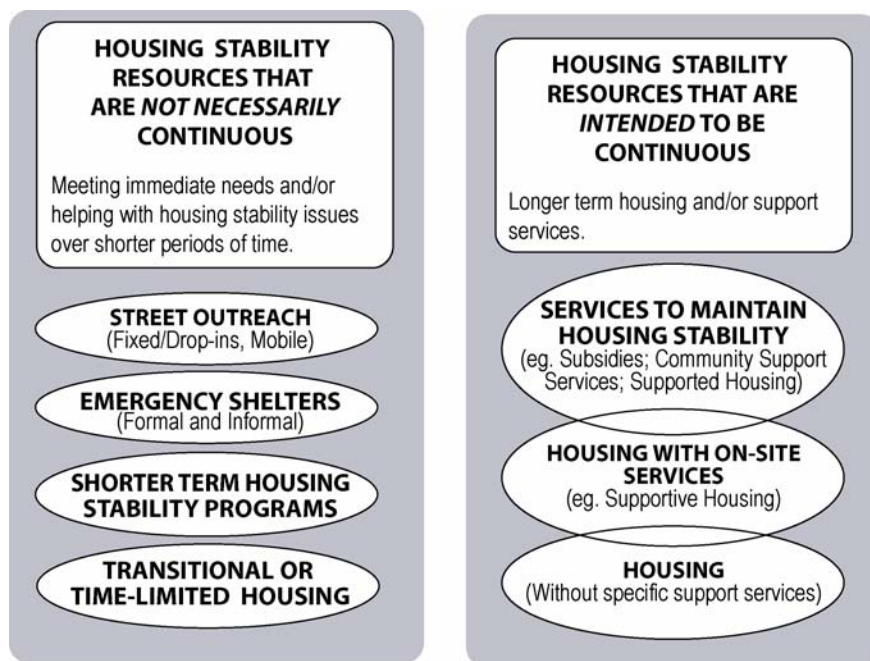 HOUSING STABILITY
RESOURCES THAT
ARE NOT NECESSARILY
CONTINUOUS
Meeting immediate needs and/or
helping with housing stability issues
over shorter periods of time.
STREET OUTREACH
(Fixed/Drop-ins, Mobile)
EMERGENCY SHELTERS
(Formal and Informal)
SHORTER TERM HOUSING
STABILITY PROGRAMS
TRANSITIONAL OR
TIME-LIMITED HOUSING
HOUSING STABILITY
RESOURCES THAT ARE
INTENDED TO BE
CONTINUOUS
Longer term housing and/or support
services.
SERVICES TO MAINTAIN
HOUSING STABILITY
(eg. Subsidies; Community Support
Services; Supported Housing)
HOUSING WITH ON-SITE
SERVICES
(eg. Supportive Housing)
HOUSING
(Without specific support services)